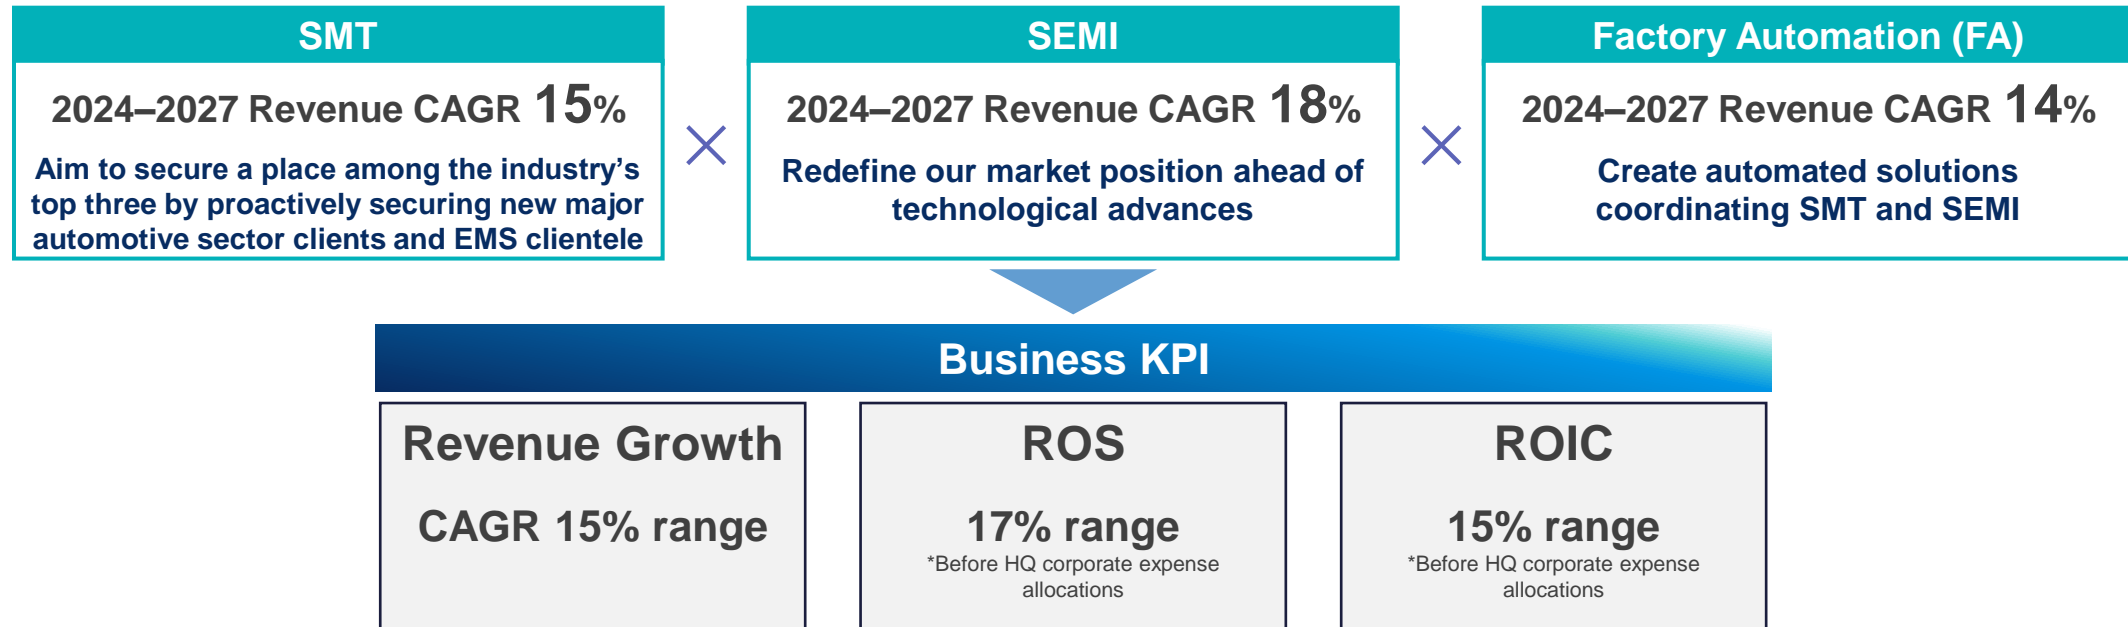 SMT
2024–2027 Revenue CAGR 15%
Aim to secure a place among the industry’s
top three by proactively securing new major
automotive sector clients and EMS clientele
SEMI
2024–2027 Revenue CAGR 18%
Redefine our market position ahead of
technological advances
Factory Automation (FA)
2024–2027 Revenue CAGR 14%
Create automated solutions
coordinating SMT and SEMI
Business KPI
Revenue Growth
CAGR 15% range
ROS
17% range
*Before HQ corporate expense
allocations
ROIC
15% range
*Before HQ corporate expense
allocations